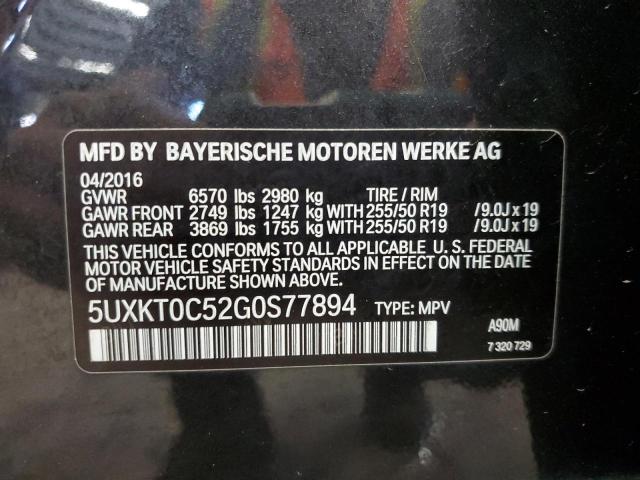 MFD BY BAYERISCHE MOTOREN WERKE AG
04/2016
GVWR 6570 lbs 2980 kg TIRE / RIM
GAWR FRONT 2749 lbs 1247 kg WITH 255/50 R19 /9.0J x 19
GAWR REAR 3869 lbs 1755 kg WITH 255/50 R19 /9.0J x 19
THIS VEHICLE CONFORMS TO ALL APPLICABLE U. S. FEDERAL
MOTOR VEHICLE SAFETY STANDARDS IN EFFECT ON THE DATE
OF MANUFACTURE SHOWN ABOVE.
5UXKT0C52G0S77894 TYPE: MPV
A90M
7 320 729